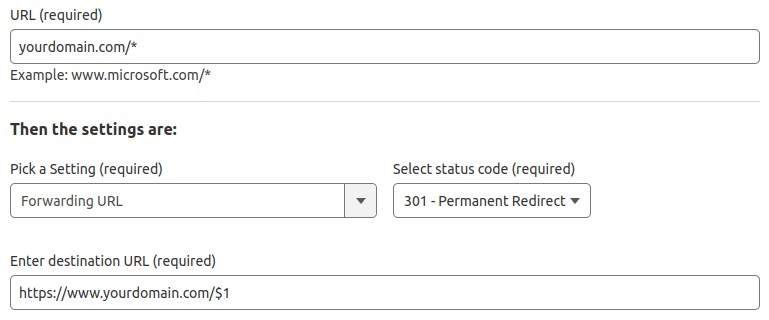 URL (required)
yourdomain.com/*
Example: www.microsoft.com/*
Then the settings are:
Pick a Setting (required)
Select status code (required)
Forwarding URL
301 - Permanent Redirect
Enter destination URL (required)
https://www.yourdomain.com/$1